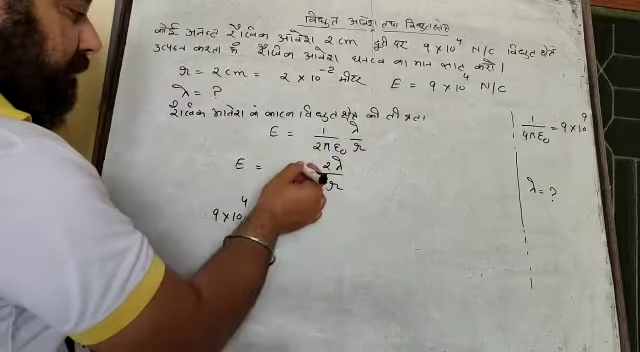 विद्युत आवेश तथा विद्युत क्षेत्र
कोई अनन्त रैखिक आवेश 2 cm दूरी पर 9 × 10⁴ N/C विद्युत क्षेत्र
उत्पन्न करता है रैखिक आवेश घनत्व का मान ज्ञात करो।
r = 2 cm = 2 × 10⁻² मीटर E = 9 × 10⁴ N/C
λ = ?
रैखिक आवेश के कारण विद्युत क्षेत्र की तीव्रता
E = 1/2πε₀ λ/r
E = 2λ/r
9 × 10⁴
1/4πε₀ = 9 × 10⁹
λ = ?